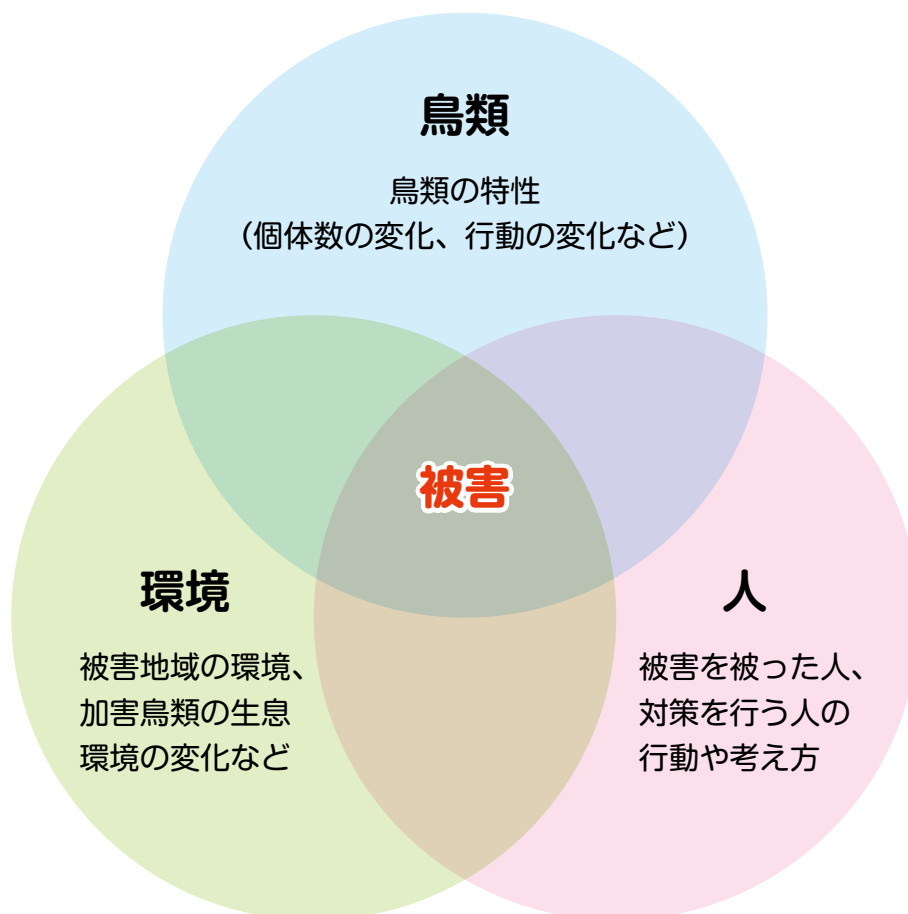 鳥類
鳥類の特性
（個体数の変化、行動の変化など）
被害
環境
被害地域の環境、
加害鳥類の生息
環境の変化など
人
被害を被った人、
対策を行う人の
行動や考え方